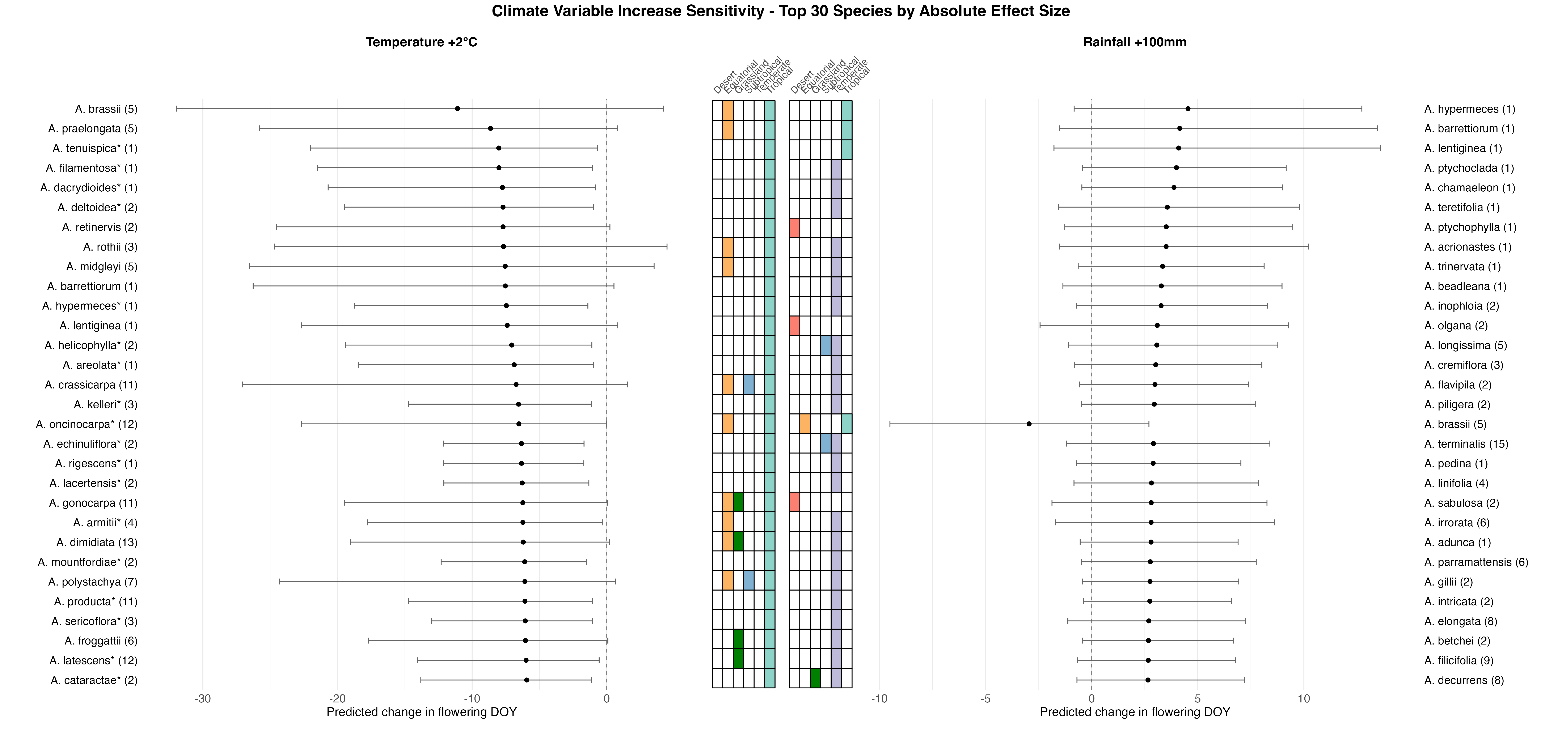 Climate Variable Increase Sensitivity - Top 30 Species by Absolute Effect Size
Temperature +2°C
Rainfall +100mm
Desert
Equatorial
Grassland
Subtropical
Temperate
Tropical
Desert
Equatorial
Grassland
Subtropical
Temperate
Tropical
A. brassii (5)
A. praelongata (5)
A. tenuispica* (1)
A. filamentosa* (1)
A. dacrydioides* (1)
A. deltoidea* (2)
A. retinervis (2)
A. rothii (3)
A. midgleyi (5)
A. barrettiorum (1)
A. hypermeces* (1)
A. lentiginea (1)
A. helicophylla* (2)
A. areolata* (1)
A. crassicarpa (11)
A. kelleri* (3)
A. oncinocarpa* (12)
A. echinuliflora* (2)
A. rigescens* (1)
A. lacertensis* (2)
A. gonocarpa (11)
A. armitii* (4)
A. dimidiata (13)
A. mountfordiae* (2)
A. polystachya (7)
A. producta* (11)
A. sericoflora* (3)
A. froggattii (6)
A. latescens* (12)
A. cataractae* (2)
-30 -20 -10 0
Predicted change in flowering DOY
A. hypermeces (1)
A. barrettiorum (1)
A. lentiginea (1)
A. ptychoclada (1)
A. chamaeleon (1)
A. teretifolia (1)
A. ptychophylla (1)
A. acrionastes (1)
A. trinervata (1)
A. beadleana (1)
A. inophloia (2)
A. olgana (2)
A. longissima (5)
A. cremiflora (3)
A. flavipila (2)
A. piligera (2)
A. brassii (5)
A. terminalis (15)
A. pedina (1)
A. linifolia (4)
A. sabulosa (2)
A. irrorata (6)
A. adunca (1)
A. parramattensis (6)
A. gillii (2)
A. intricata (2)
A. elongata (8)
A. betchei (2)
A. filicifolia (9)
A. decurrens (8)
-10 -5 0 5 10
Predicted change in flowering DOY